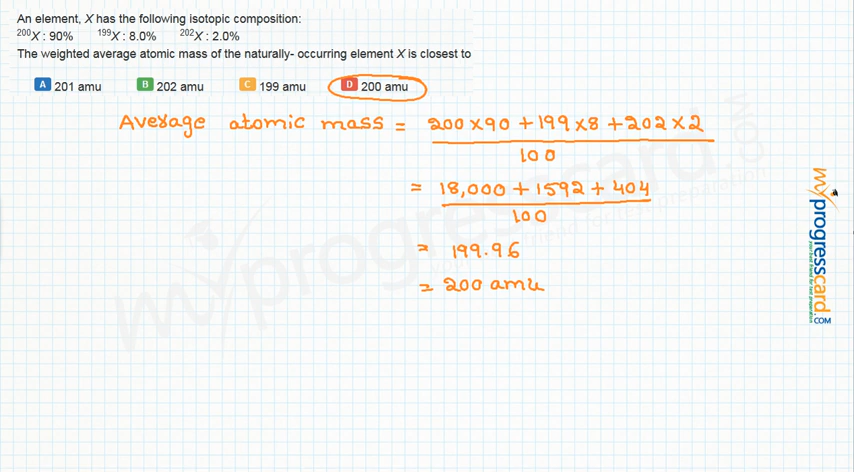 An element, X has the following isotopic composition:
²⁰⁰X : 90% ¹⁹⁹X : 8.0% ²⁰²X : 2.0%
The weighted average atomic mass of the naturally- occurring element X is closest to
A 201 amu B 202 amu C 199 amu D 200 amu
Average atomic mass = 200 × 90 + 199 × 8 + 202 × 2
100
= 18,000 + 1592 + 404
100
= 199.96
= 200 amu
myprogresscard
.COM